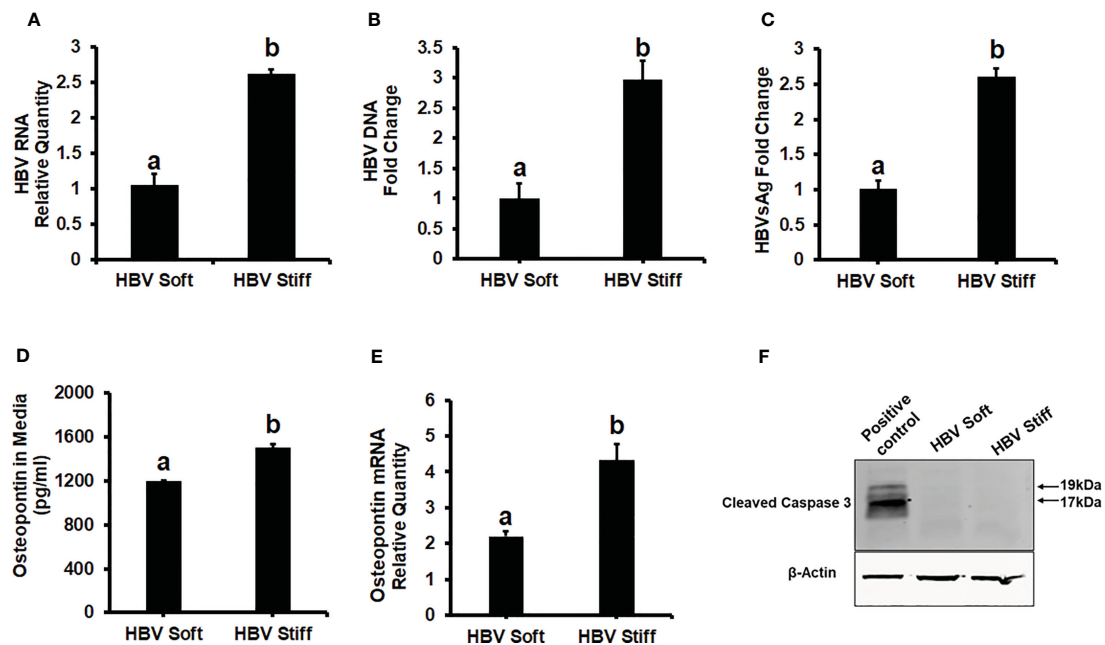 A
HBV RNA
Relative Quantity
3
2.5
2
1.5
1
0.5
0
a
b
HBV Soft
HBV Stiff
B
HBV DNA
Fold Change
3.5
3
2.5
2
1.5
1
0.5
0
a
b
HBV Soft
HBV Stiff
C
HBVsAg Fold Change
3
2.5
2
1.5
1
0.5
0
a
b
HBV Soft
HBV Stiff
D
Osteopontin in Media
(pg/ml)
2000
1600
1200
800
400
0
a
b
HBV Soft
HBV Stiff
E
Osteopontin mRNA
Relative Quantity
6
5
4
3
2
1
0
a
b
HBV Soft
HBV Stiff
F
Positive
control
HBV Soft
HBV Stiff
Cleaved Caspase 3
19kDa
17kDa
β-Actin